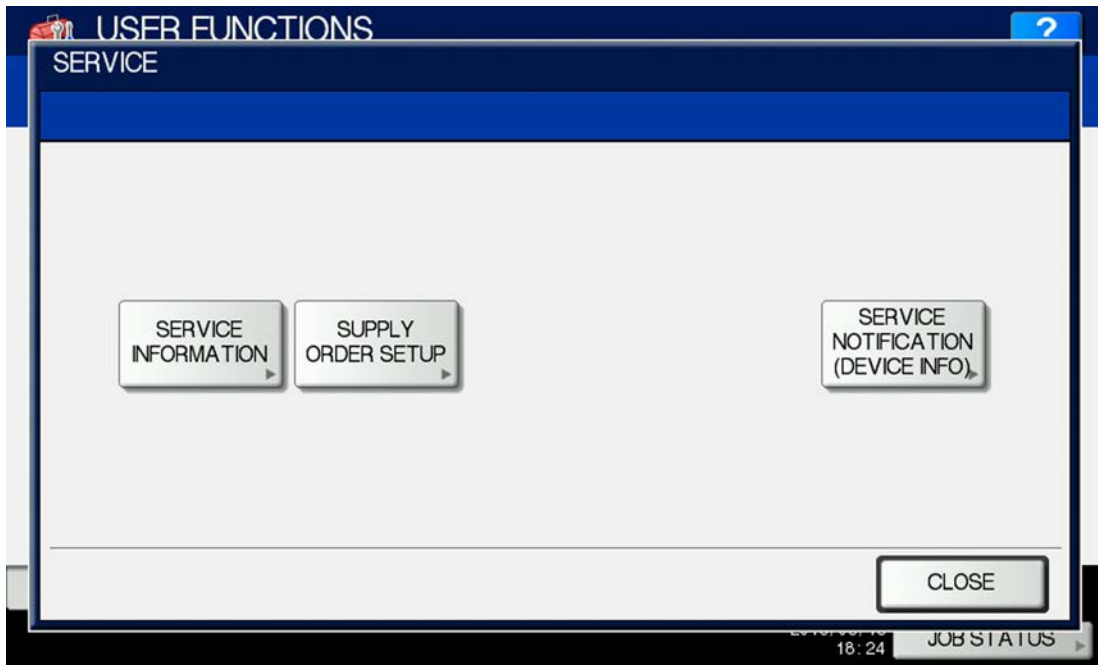 USER FUNCTIONS
?
SERVICE
SERVICE
INFORMATION
SUPPLY
ORDER SETUP
SERVICE
NOTIFICATION
(DEVICE INFO)
CLOSE
18:24
JOB STATUS